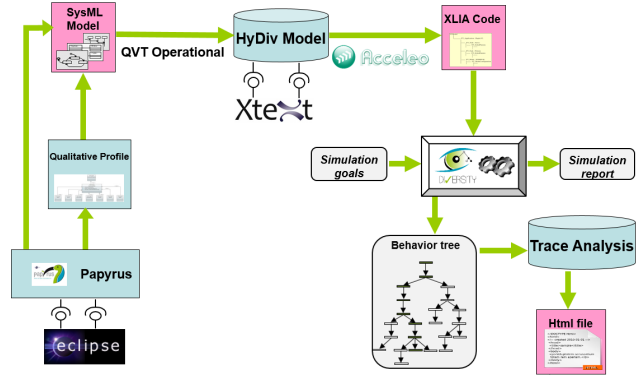 SysML
Model
QVT Operational
HyDiv Model
Acceleo
XLIA Code
Xtext
Qualitative Profile
Simulation
goals
DIVERSITY
Simulation
report
Papyrus
eclipse
Behavior tree
Trace Analysis
Html file